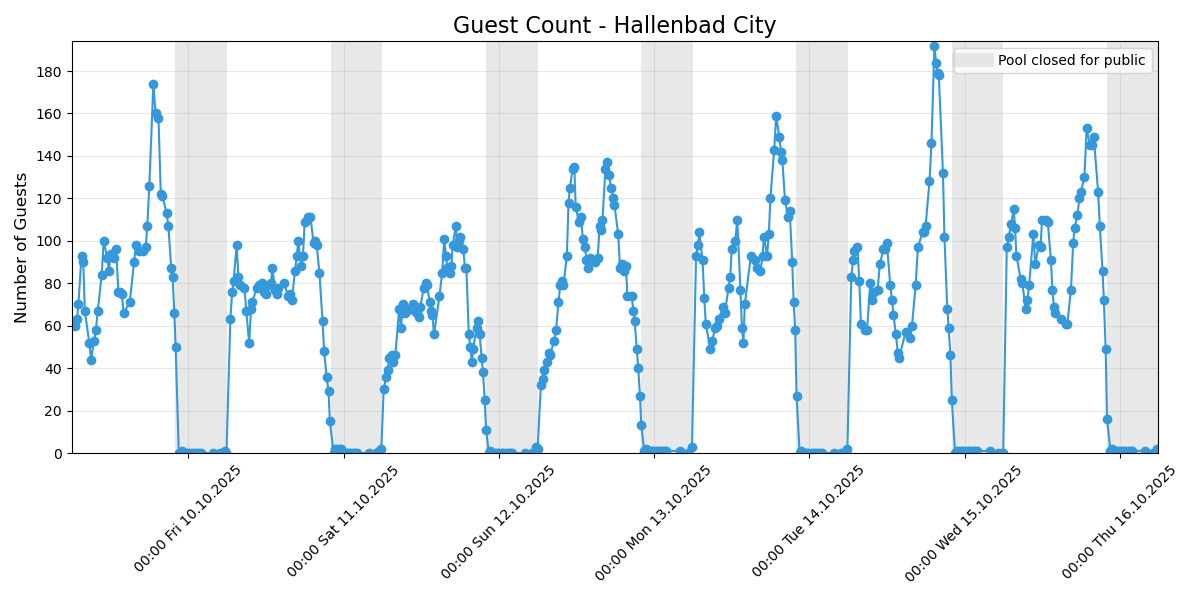 Guest Count - Hallenbad City
Pool closed for public
Number of Guests
180
160
140
120
100
80
60
40
20
0
00:00 Fri 10.10.2025
00:00 Sat 11.10.2025
00:00 Sun 12.10.2025
00:00 Mon 13.10.2025
00:00 Tue 14.10.2025
00:00 Wed 15.10.2025
00:00 Thu 16.10.2025